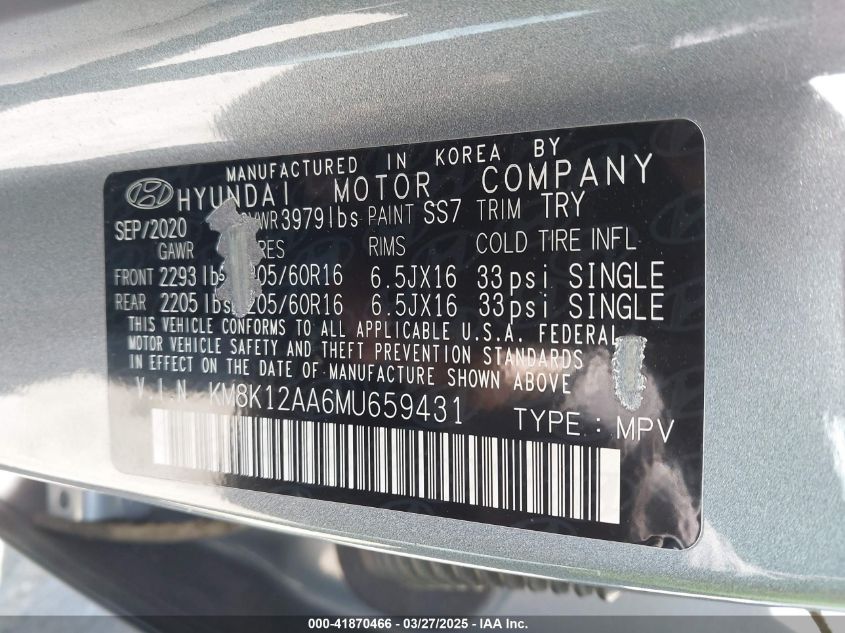 MANUFACTURED IN KOREA BY
HYUNDAI MOTOR COMPANY
SEP/2020 GVWR 3979lbs PAINT SS7 TRIM TRY
GAWR RIMS COLD TIRE INFL
FRONT 2293 lbs 205/60R16 6.5JX16 33psi SINGLE
REAR 2205 lbs 205/60R16 6.5JX16 33psi SINGLE
THIS VEHICLE CONFORMS TO ALL APPLICABLE U.S.A. FEDERAL
MOTOR VEHICLE SAFETY AND THEFT PREVENTION STANDARDS
IN EFFECT ON THE DATE OF MANUFACTURE SHOWN ABOVE
V.I.N KM8K12AA6MU659431 TYPE : MPV
000-41870466 - 03/27/2025 - IAA Inc.